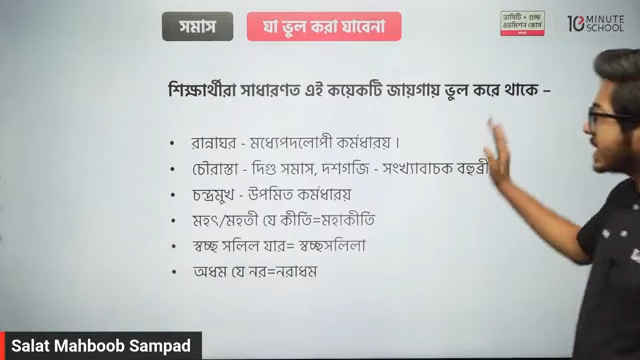 সমাস
যা ভুল করা যাবেনা
ভার্সিটি + গুচ্ছ
এডমিশন কোর্স
10 MINUTE
SCHOOL
শিক্ষার্থীরা সাধারণত এই কয়েকটি জায়গায় ভুল করে থাকে –
• রান্নাঘর - মধ্যেপদলোপী কর্মধারয় ।
• চৌরাস্তা - দিগু সমাস, দশগজি - সংখ্যাবাচক বহুব্রী
• চন্দ্রমুখ - উপমিত কর্মধারয়
• মহৎ/মহতী যে কীতি=মহাকীতি
• স্বচ্ছ সলিল যার= স্বচ্ছসলিলা
• অধম যে নর=নরাধম
Salat Mahboob Sampad